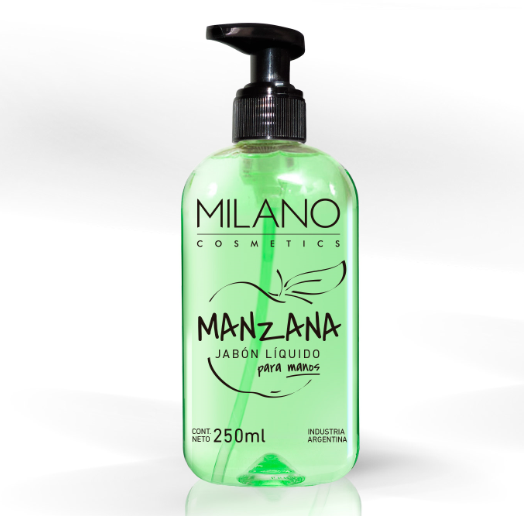 MILANO
COSMETICS
MANZANA
JABÓN LÍQUIDO
para manos
CONT.
NETO 250ml
INDUSTRIA
ARGENTINA